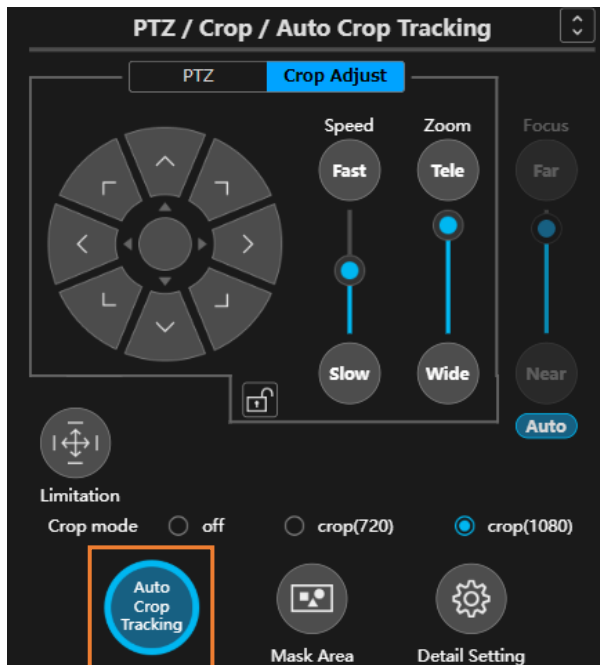 PTZ / Crop / Auto Crop Tracking
PTZ
Crop Adjust
Speed
Zoom
Focus
Fast
Tele
Far
Slow
Wide
Near
Auto
Limitation
Crop mode
off
crop(720)
crop(1080)
Auto
Crop
Tracking
Mask Area
Detail Setting